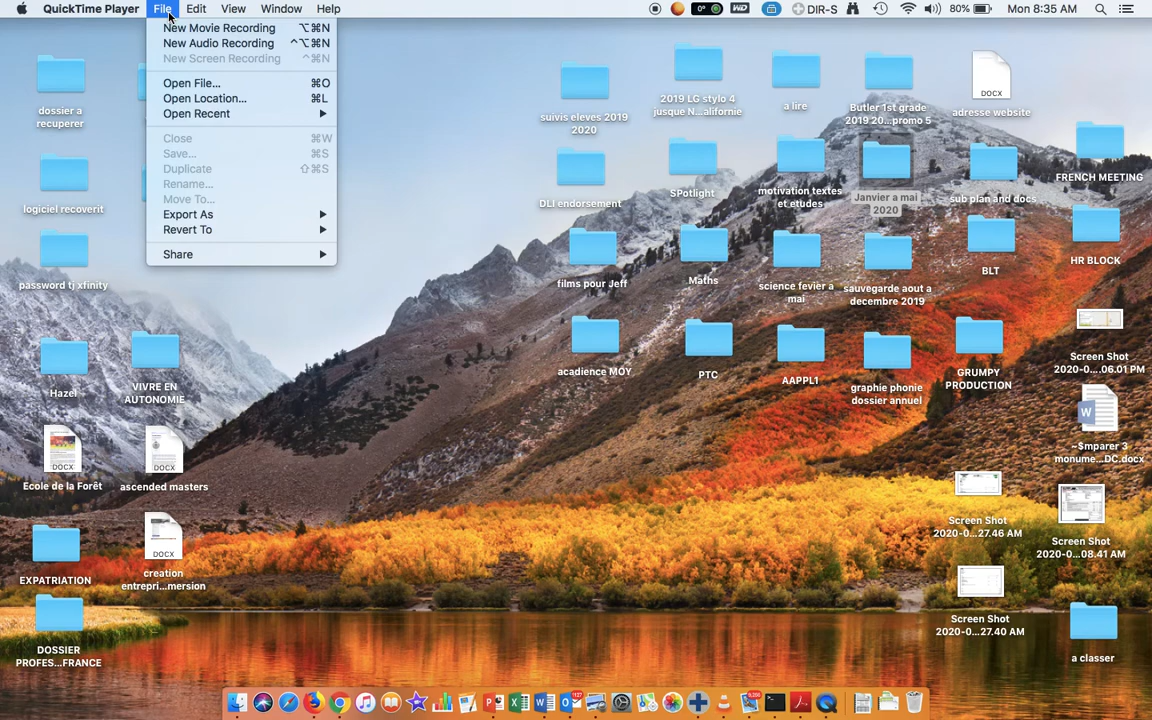 QuickTime Player File Edit View Window Help DIR-S 80% Mon 8:35 AM
New Movie Recording ⌥⌘N
New Audio Recording ^⌥⌘N
New Screen Recording ^⌘N
Open File... ⌘O
Open Location... ⌘L
Open Recent
Close ⌘W
Save... ⌘S
Duplicate ⇧⌘S
Rename...
Move To...
Export As
Revert To
Share
dossier a
recuperer
suivis eleves 2019
2020
2019 LG stylo 4
jusque N...alifornie
a lire
Butler 1st grade
2019 20...promo 5
adresse website
DOCX
logiciel recoverit
DLI endorsement
SPotlight
motivation textes
et etudes
Janvier a mai
2020
sub plan and docs
FRENCH MEETING
password tj xfinity
films pour Jeff
Maths
science fevier a
mai
sauvegarde aout a
decembre 2019
BLT
HR BLOCK
Hazel
VIVRE EN
AUTONOMIE
acadience MOY
PTC
AAPPL1
graphie phonie
dossier annuel
GRUMPY
PRODUCTION
Screen Shot
2020-0....06.01 PM
DOCX
Ecole de la Forêt
DOCX
ascended masters
W
~$mparer 3
monume...DC.docx
Screen Shot
2020-0...27.46 AM
Screen Shot
2020-0...08.41 AM
EXPATRIATION
DOCX
creation
entrepri...mersion
Screen Shot
2020-0...27.40 AM
DOSSIER
PROFES...FRANCE
a classer